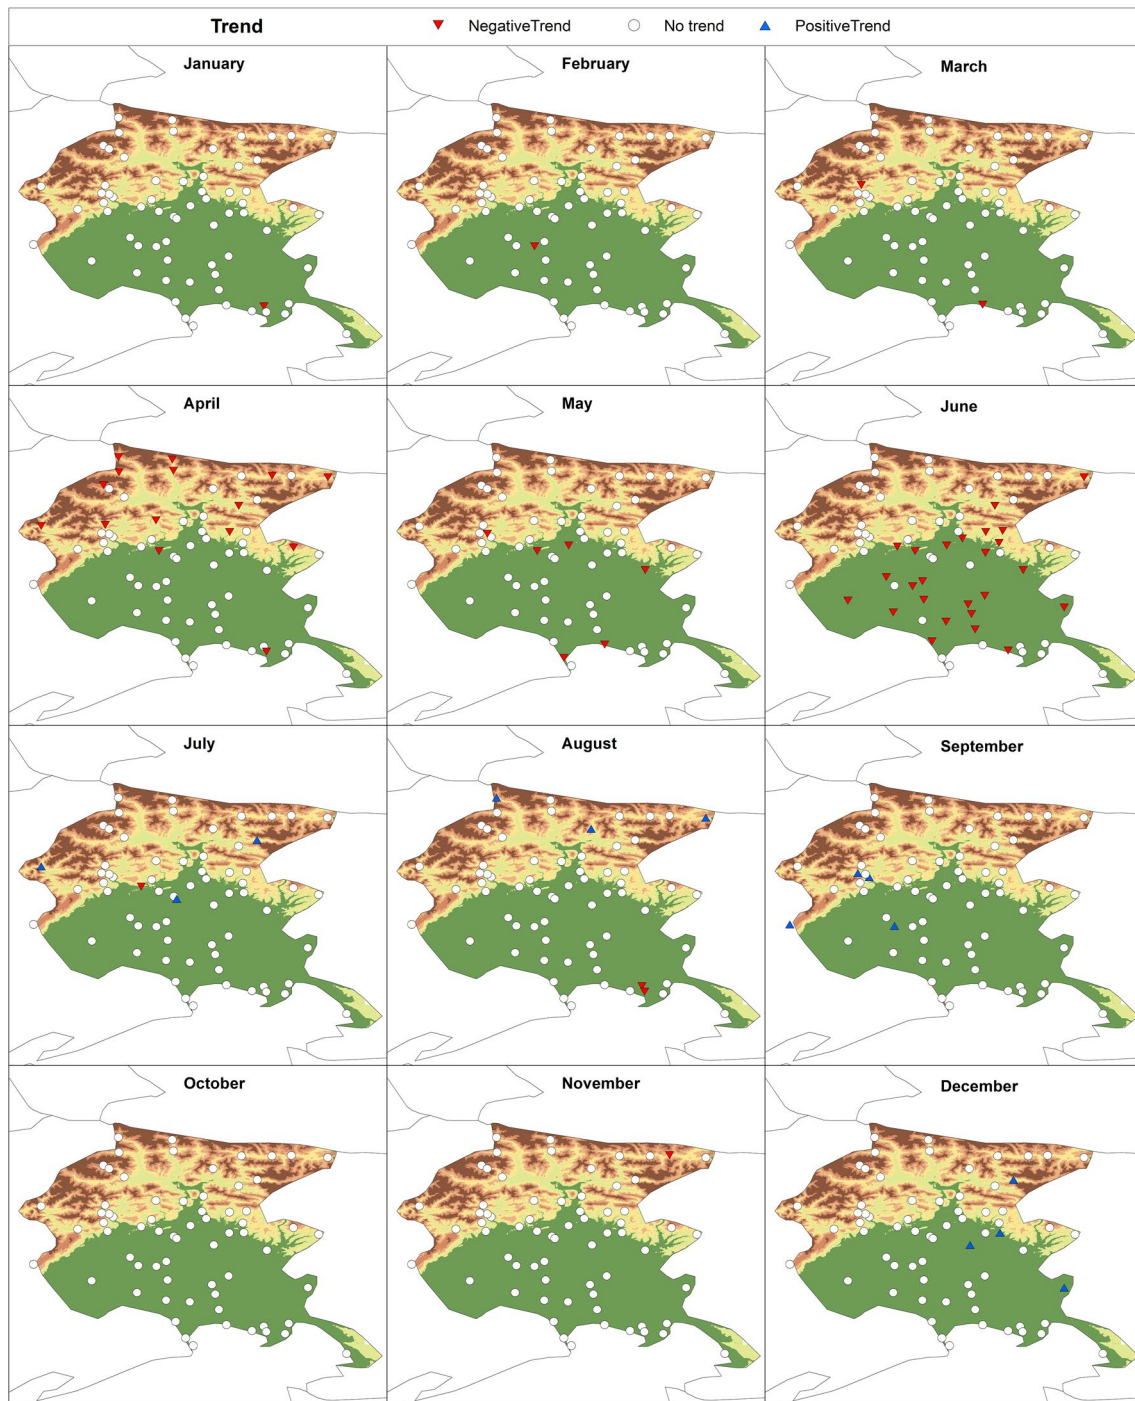 Trend NegativeTrend No trend PositiveTrend
January February March
April May June
July August September
October November December